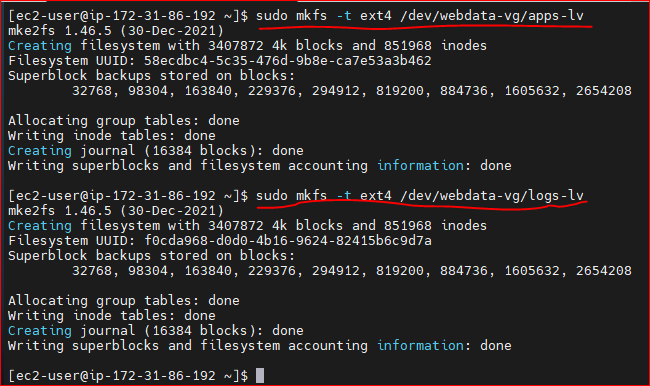 [ec2-user@ip-172-31-86-192 ~]$ sudo mkfs -t ext4 /dev/webdata-vg/apps-lv
mke2fs 1.46.5 (30-Dec-2021)
Creating filesystem with 3407872 4k blocks and 851968 inodes
Filesystem UUID: 58ecdbc4-5c35-476d-9b8e-ca7e53a3b462
Superblock backups stored on blocks:
        32768, 98304, 163840, 229376, 294912, 819200, 884736, 1605632, 2654208
Allocating group tables: done
Writing inode tables: done
Creating journal (16384 blocks): done
Writing superblocks and filesystem accounting information: done
[ec2-user@ip-172-31-86-192 ~]$ sudo mkfs -t ext4 /dev/webdata-vg/logs-lv
mke2fs 1.46.5 (30-Dec-2021)
Creating filesystem with 3407872 4k blocks and 851968 inodes
Filesystem UUID: f0cda968-d0d0-4b16-9624-82415b6c9d7a
Superblock backups stored on blocks:
        32768, 98304, 163840, 229376, 294912, 819200, 884736, 1605632, 2654208
Allocating group tables: done
Writing inode tables: done
Creating journal (16384 blocks): done
Writing superblocks and filesystem accounting information: done
[ec2-user@ip-172-31-86-192 ~]$